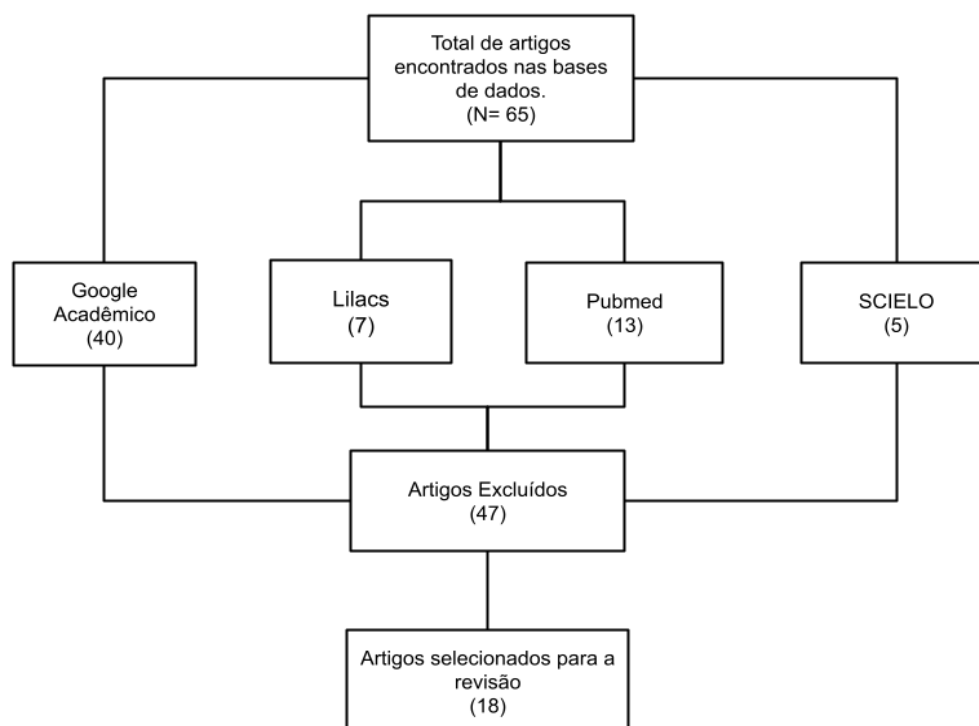 Total de artigos
encontrados nas bases
de dados.
(N= 65)
Google
Acadêmico
(40)
Lilacs
(7)
Pubmed
(13)
SCIELO
(5)
Artigos Excluídos
(47)
Artigos selecionados para a
revisão
(18)